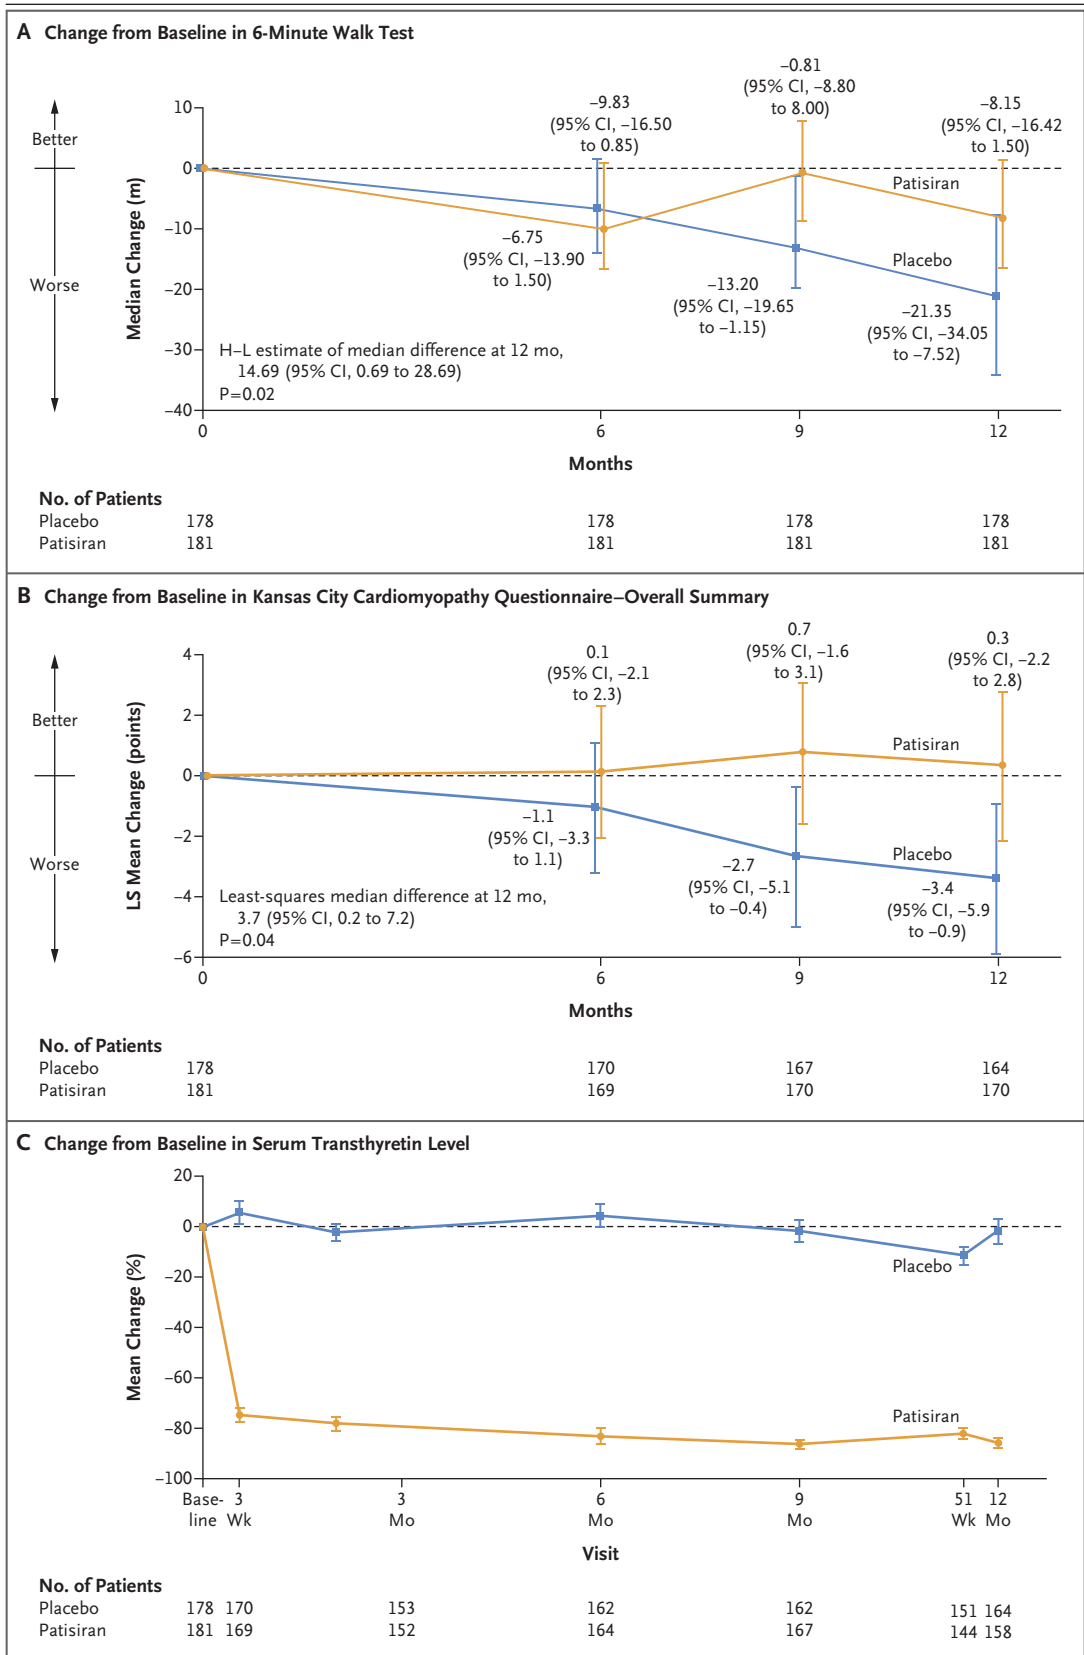 A Change from Baseline in 6-Minute Walk Test
Better
Worse
Median Change (m)
10
0
–10
–20
–30
–40
–9.83
(95% CI, –16.50
to 0.85)
–0.81
(95% CI, –8.80
to 8.00)
–8.15
(95% CI, –16.42
to 1.50)
Patisiran
Placebo
–6.75
(95% CI, –13.90
to 1.50)
–13.20
(95% CI, –19.65
to –1.15)
–21.35
(95% CI, –34.05
to –7.52)
H–L estimate of median difference at 12 mo,
14.69 (95% CI, 0.69 to 28.69)
P=0.02
0 6 9 12
Months
No. of Patients
Placebo 178 178 178 178
Patisiran 181 181 181 181
B Change from Baseline in Kansas City Cardiomyopathy Questionnaire–Overall Summary
Better
Worse
LS Mean Change (points)
4
2
0
–2
–4
–6
0.1
(95% CI, –2.1
to 2.3)
0.7
(95% CI, –1.6
to 3.1)
0.3
(95% CI, –2.2
to 2.8)
Patisiran
Placebo
–1.1
(95% CI, –3.3
to 1.1)
–2.7
(95% CI, –5.1
to –0.4)
–3.4
(95% CI, –5.9
to –0.9)
Least-squares median difference at 12 mo,
3.7 (95% CI, 0.2 to 7.2)
P=0.04
0 6 9 12
Months
No. of Patients
Placebo 178 170 167 164
Patisiran 181 169 170 170
C Change from Baseline in Serum Transthyretin Level
Mean Change (%)
20
0
–20
–40
–60
–80
–100
Placebo
Patisiran
Base- 3 3 6 9 51 12
line Wk Mo Mo Mo Wk Mo
Visit
No. of Patients
Placebo 178 170 153 162 162 151 164
Patisiran 181 169 152 164 167 144 158